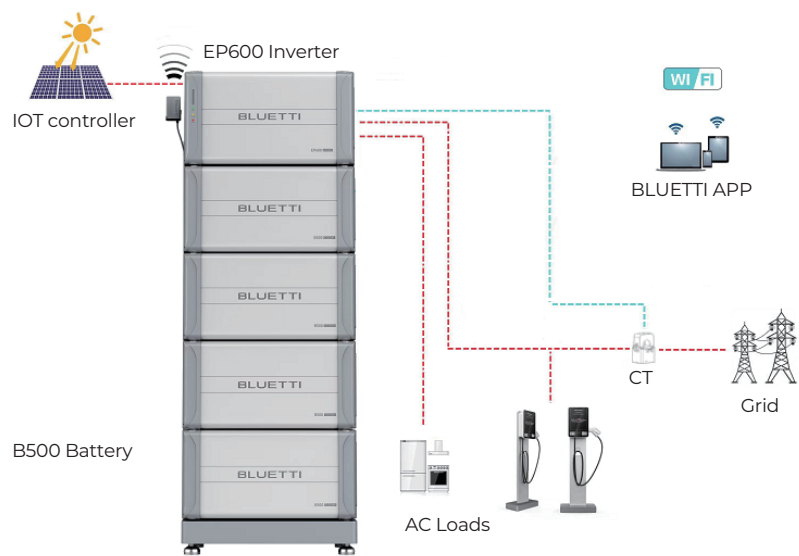 EP600 Inverter
WI FI
IOT controller
BLUETTI
BLUETTI APP
BLUETTI
BLUETTI
CT
BLUETTI
Grid
B500 Battery
BLUETTI
AC Loads